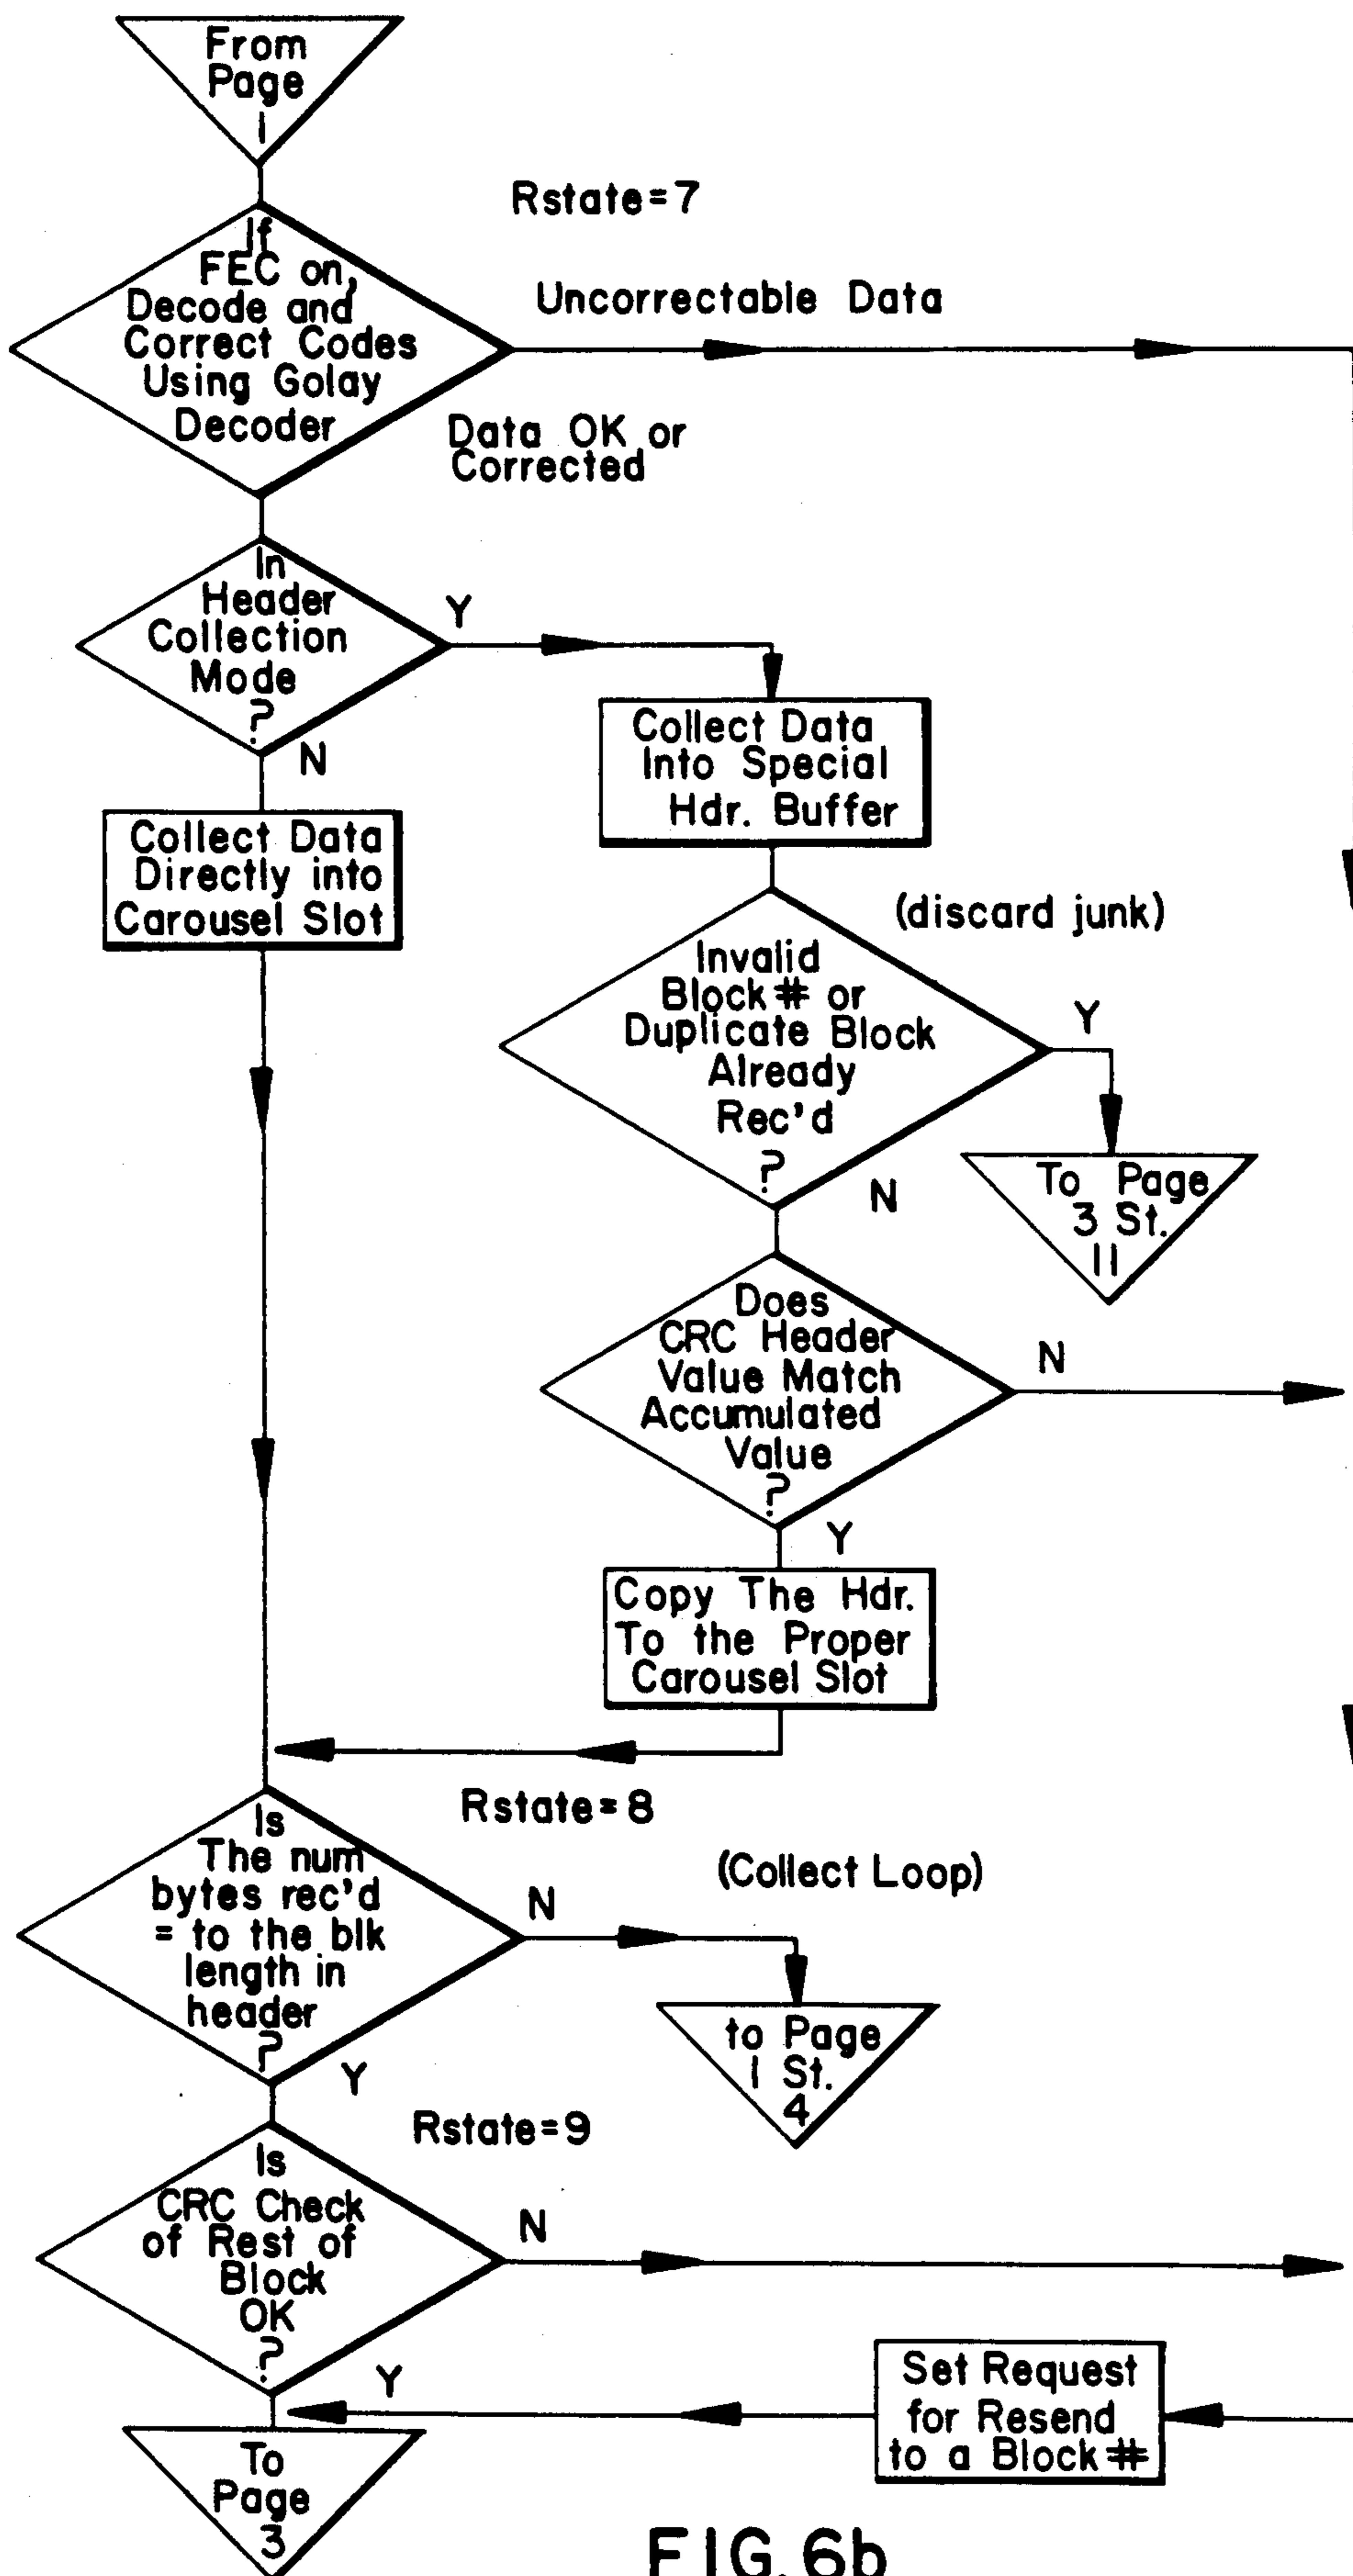 From
Page
1
Rstate=7
If
FEC on,
Decode and
Correct Codes
Using Golay
Decoder
Uncorrectable Data
Data OK or
Corrected
In
Header
Collection
Mode
?
Y
N
Collect Data
Into Special
Hdr. Buffer
Collect Data
Directly into
Carousel Slot
(discard junk)
Invalid
Block # or
Duplicate Block
Already
Rec'd
?
Y
N
To Page
3 St.
11
Does
CRC Header
Value Match
Accumulated
Value
?
N
Y
Copy The Hdr.
To the Proper
Carousel Slot
Rstate=8
Is
The num
bytes rec'd
= to the blk
length in
header
?
N
(Collect Loop)
Y
to Page
1 St.
4
Rstate=9
Is
CRC Check
of Rest of
Block
OK
?
N
Y
Set Request
for Resend
to a Block #
To
Page
3
FIG. 6b